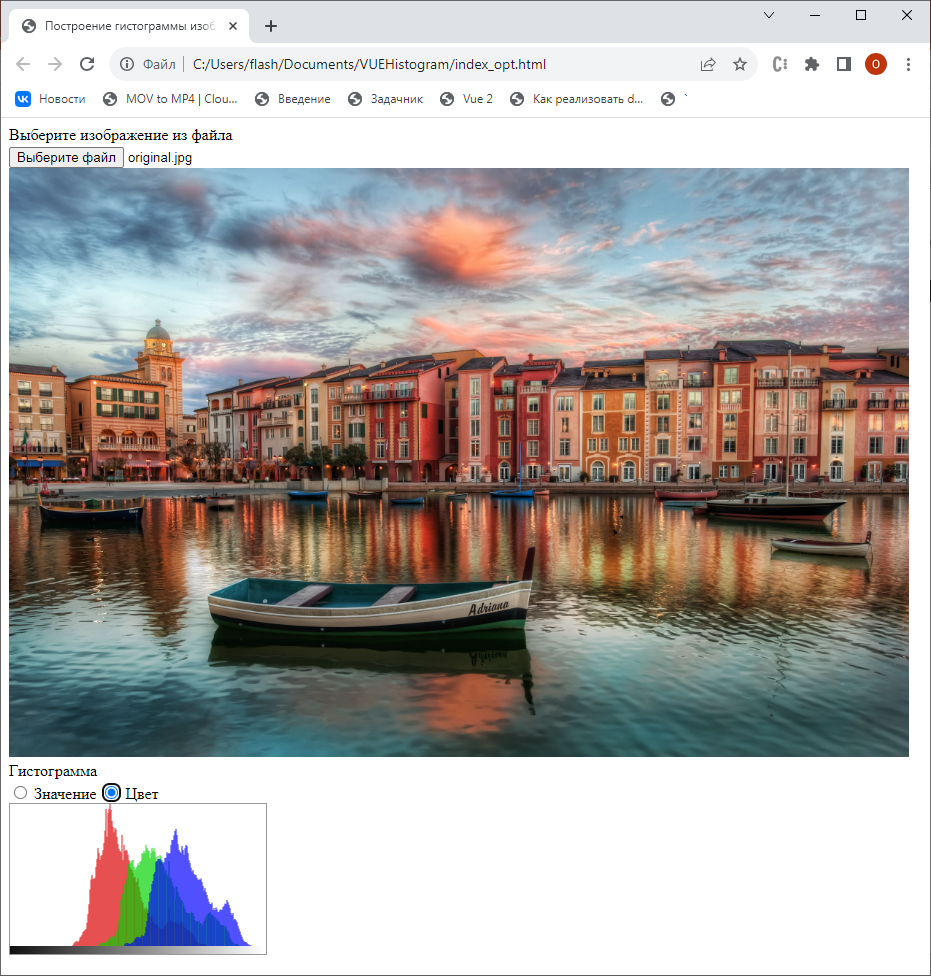 Построение гистограммы изоб
Файл C:/Users/flash/Documents/VUEHistogram/index_opt.html O
Новости MOV to MP4 | Clou... Введение Задачник Vue 2 Как реализовать d... `
Выберите изображение из файла
Выберите файл original.jpg
Adriana
Гистограмма
Значение Цвет